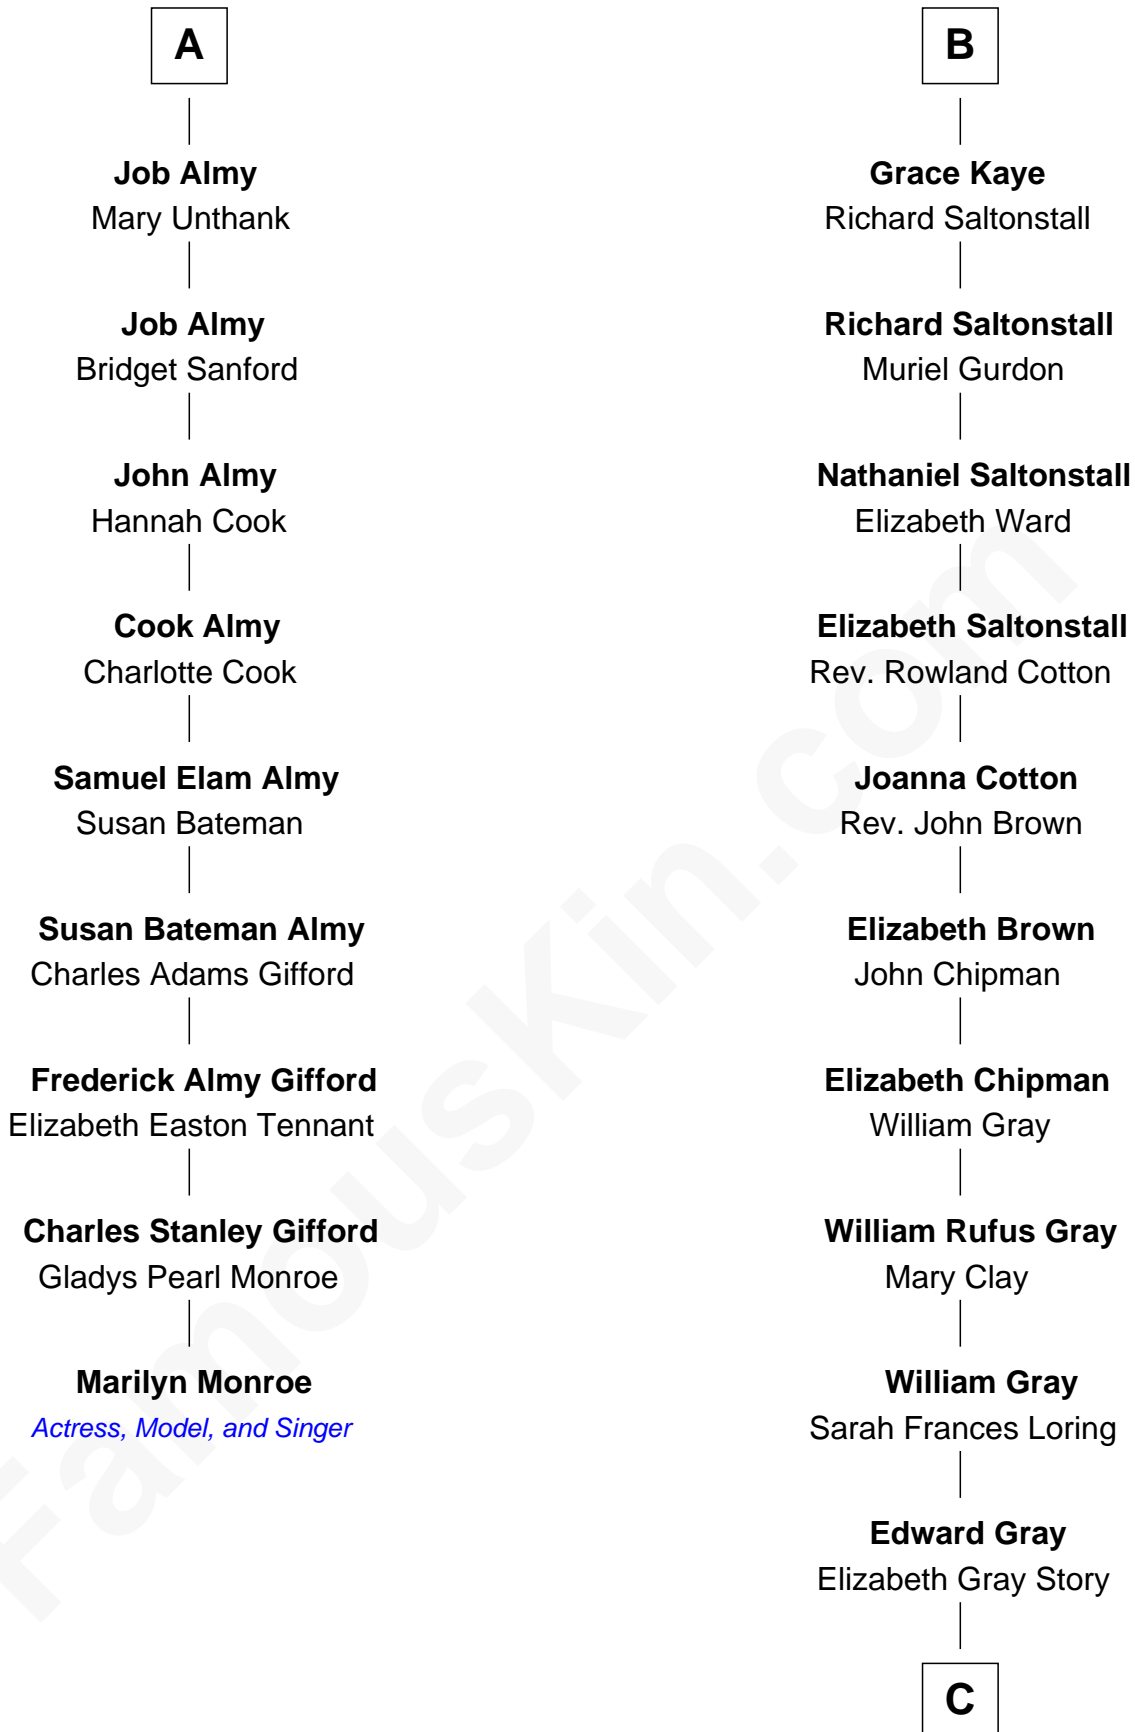 A
Job Almy
Mary Unthank
Job Almy
Bridget Sanford
John Almy
Hannah Cook
Cook Almy
Charlotte Cook
Samuel Elam Almy
Susan Bateman
Susan Bateman Almy
Charles Adams Gifford
Frederick Almy Gifford
Elizabeth Easton Tennant
Charles Stanley Gifford
Gladys Pearl Monroe
Marilyn Monroe
Actress, Model, and Singer
B
Grace Kaye
Richard Saltonstall
Richard Saltonstall
Muriel Gurdon
Nathaniel Saltonstall
Elizabeth Ward
Elizabeth Saltonstall
Rev. Rowland Cotton
Joanna Cotton
Rev. John Brown
Elizabeth Brown
John Chipman
Elizabeth Chipman
William Gray
William Rufus Gray
Mary Clay
William Gray
Sarah Frances Loring
Edward Gray
Elizabeth Gray Story
C
FamousKin.com